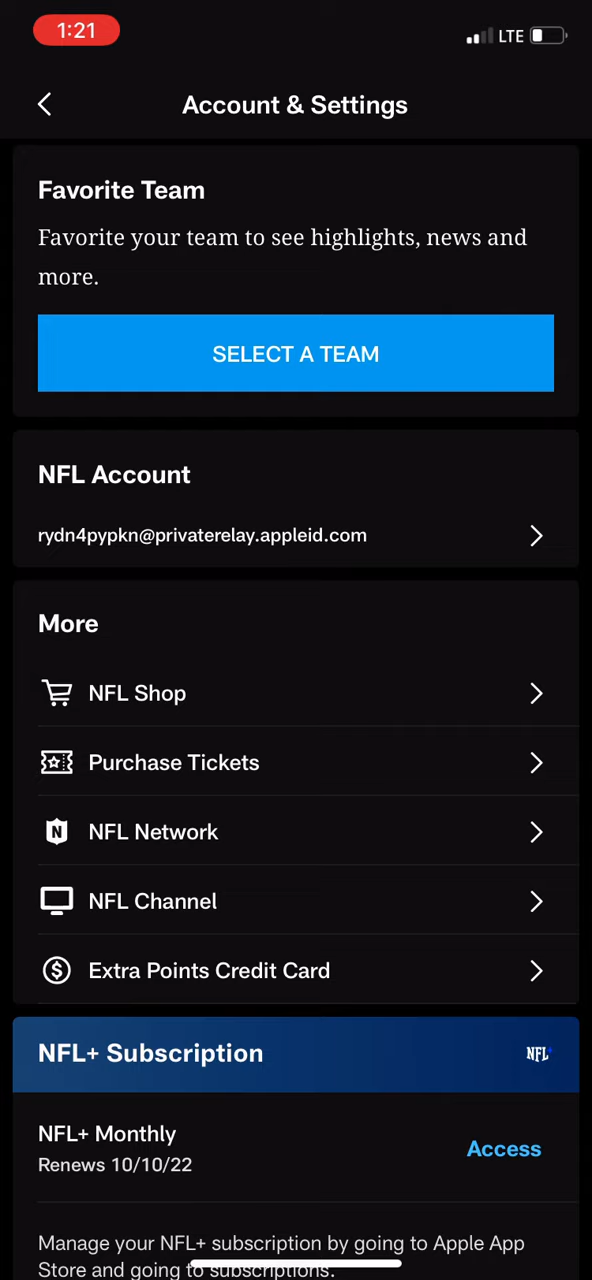 1:21
LTE
Account & Settings
Favorite Team
Favorite your team to see highlights, news and
more.
SELECT A TEAM
NFL Account
rydn4pypkn@privaterelay.appleid.com
More
NFL Shop
Purchase Tickets
N
NFL Network
NFL Channel
$
Extra Points Credit Card
NFL+ Subscription
NFL+
NFL+ Monthly
Access
Renews 10/10/22
Manage your NFL+ subscription by going to Apple App
Store and going to subscriptions.